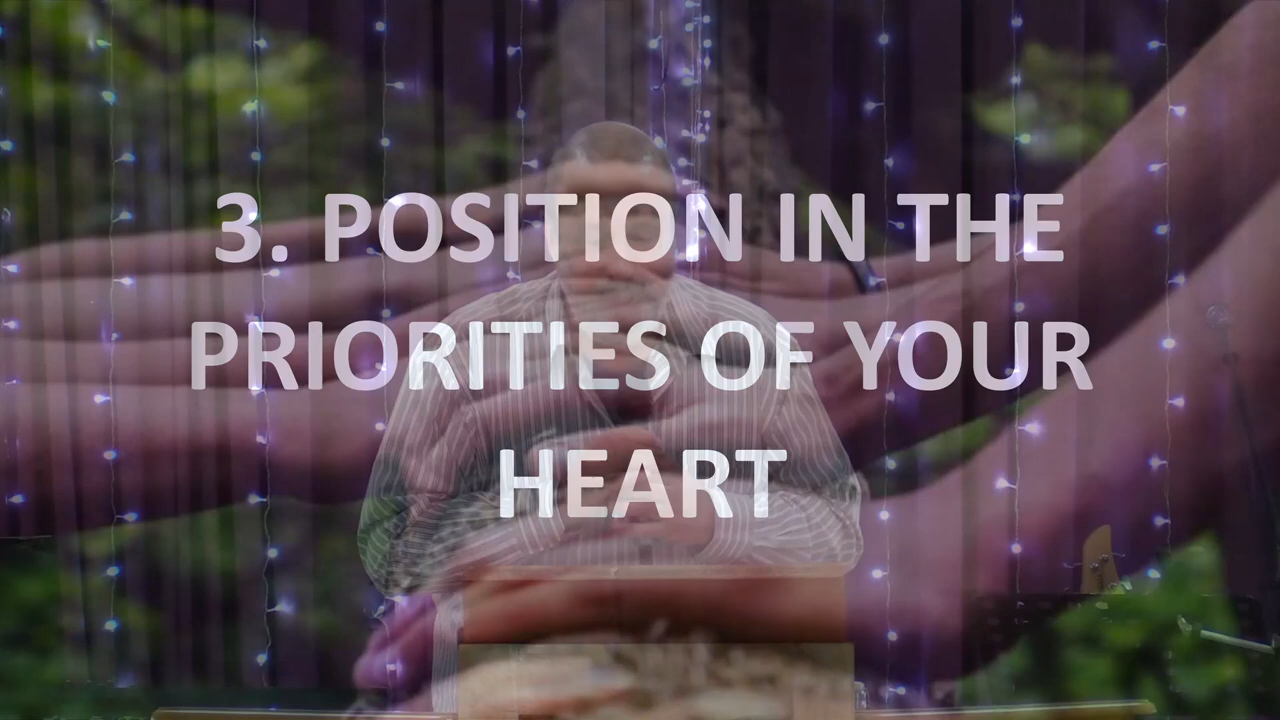 3. POSITION IN THE
PRIORITIES OF YOUR
HEART